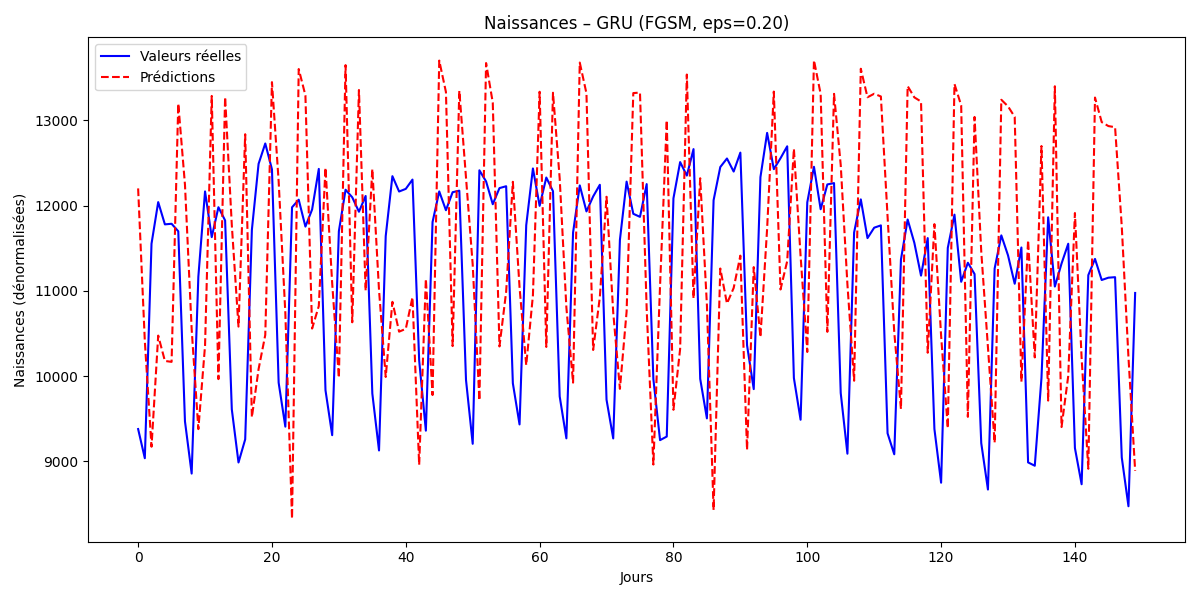 Naissances – GRU (FGSM, eps=0.20)
Valeurs réelles
Prédictions
Naissances (dénormalisées)
13000
12000
11000
10000
9000
0 20 40 60 80 100 120 140
Jours